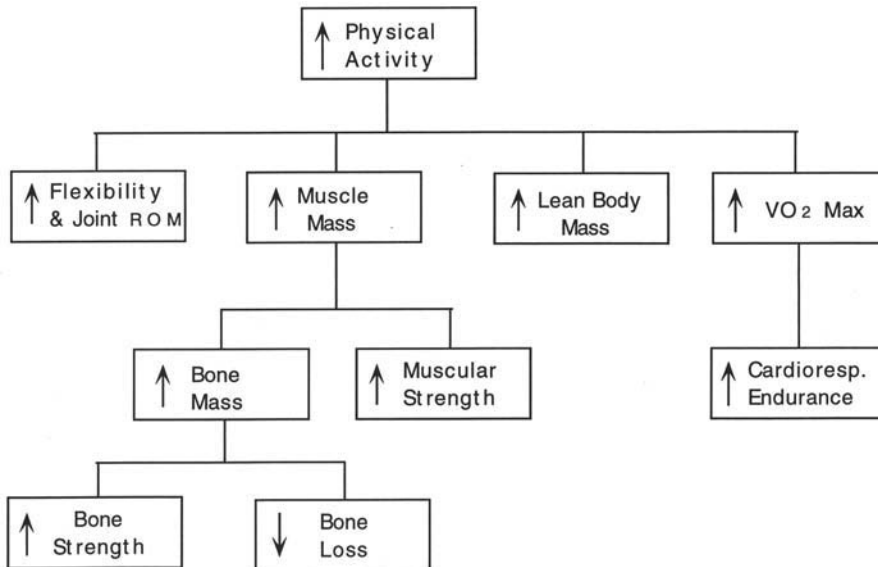 ↑ Physical
Activity
↑ Flexibility
& Joint ROM
↑ Muscle
Mass
↑ Lean Body
Mass
↑ VO2 Max
↑ Bone
Mass
↑ Muscular
Strength
↑ Cardioresp.
Endurance
↑ Bone
Strength
↓ Bone
Loss